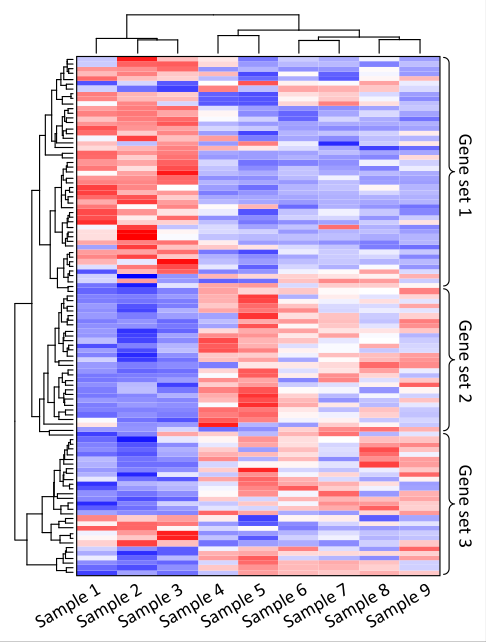 Gene set 1
Gene set 2
Gene set 3
Sample 1
Sample 2
Sample 3
Sample 4
Sample 5
Sample 6
Sample 7
Sample 8
Sample 9